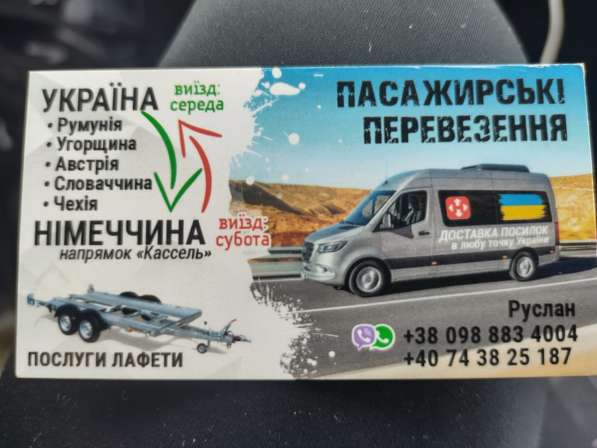 УКРАЇНА
виїзд:
середа
• Румунія
• Угорщина
• Австрія
• Словаччина
• Чехія
НІМЕЧЧИНА
напрямок «Кассель»
виїзд:
субота
ПОСЛУГИ ЛАФЕТИ
ПАСАЖИРСЬКІ
ПЕРЕВЕЗЕННЯ
ДОСТАВКА ПОСИЛОК
в любу точку України
Руслан
+38 098 883 4004
+40 74 38 25 187